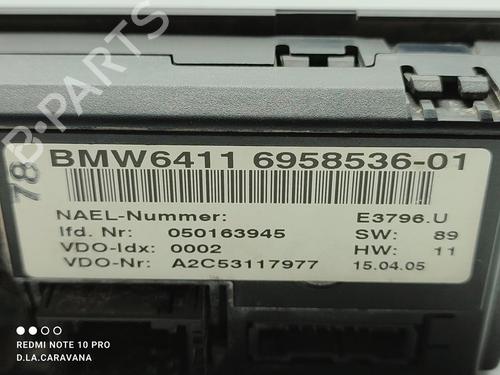 B-PARTS
78
BMW6411 6958536-01
NAEL-Nummer: E3796.U
lfd. Nr: 050163945 SW: 89
VDO-Idx: 0002 HW: 11
VDO-Nr: A2C53117977 15.04.05
REDMI NOTE 10 PRO
D.LA.CARAVANA